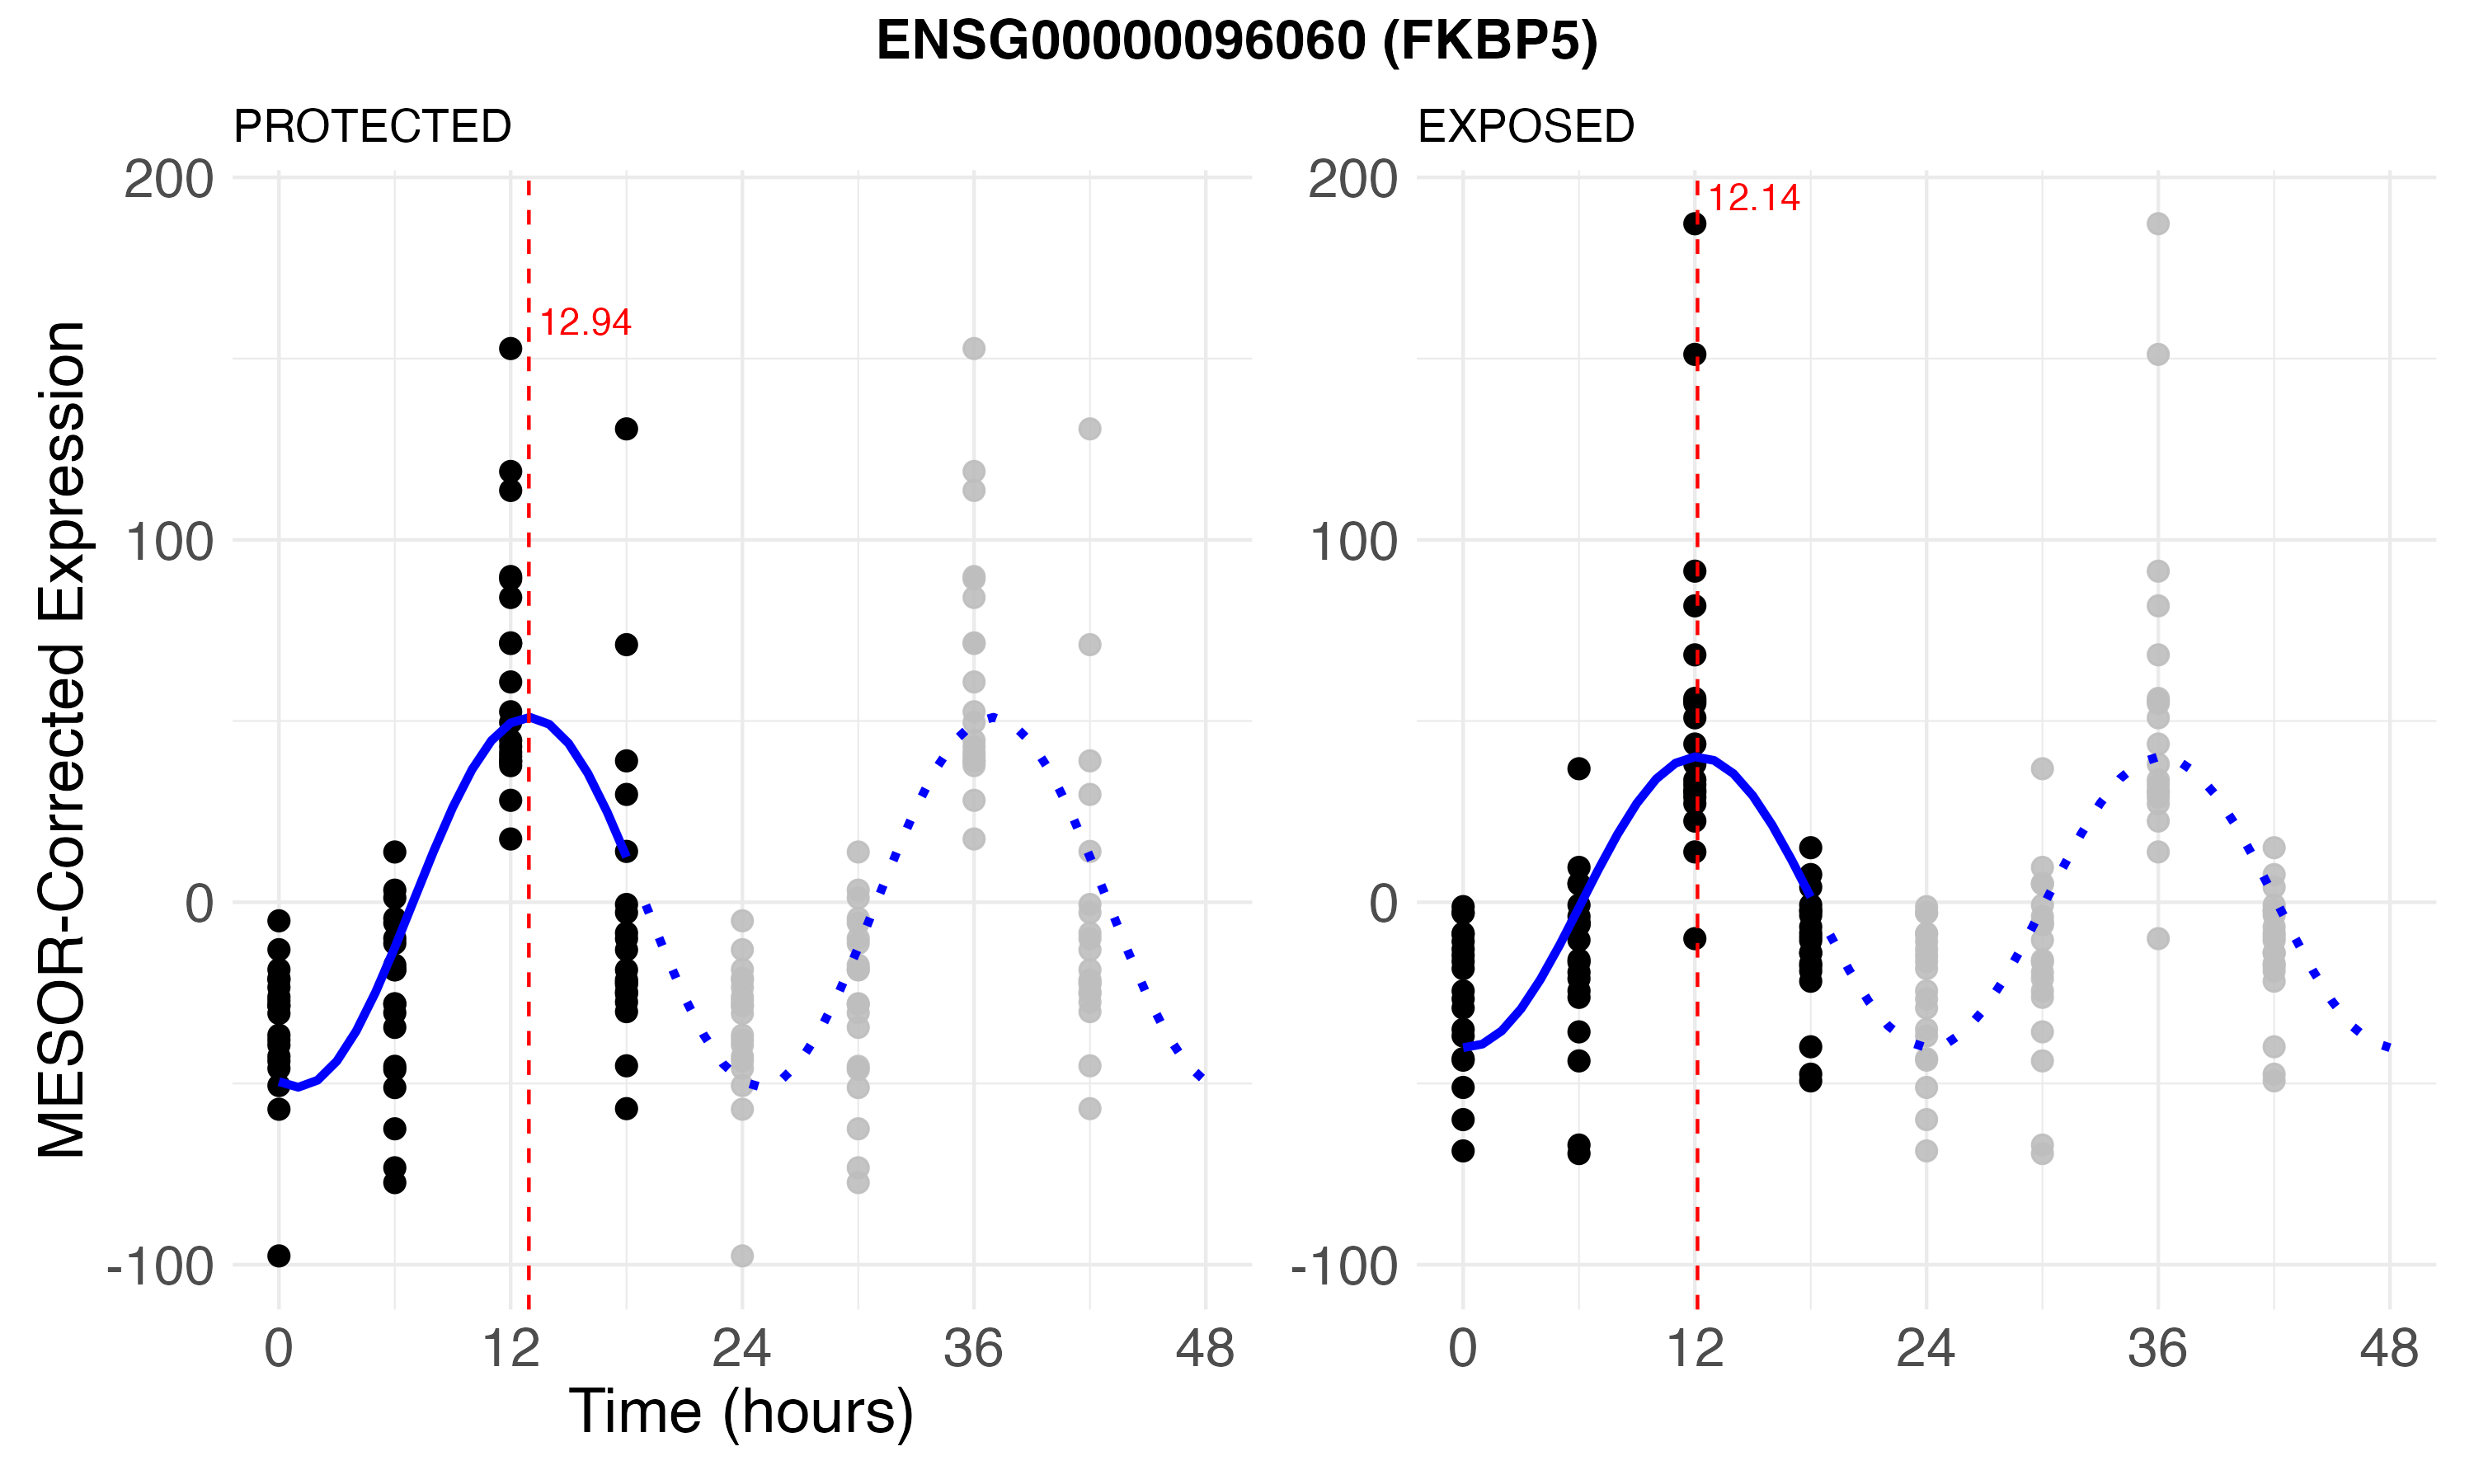 ENSG00000096060 (FKBP5)
PROTECTED
EXPOSED
MESOR-Corrected Expression
200
100
0
-100
12.94
0 12 24 36 48
Time (hours)
200
100
0
-100
12.14
0 12 24 36 48